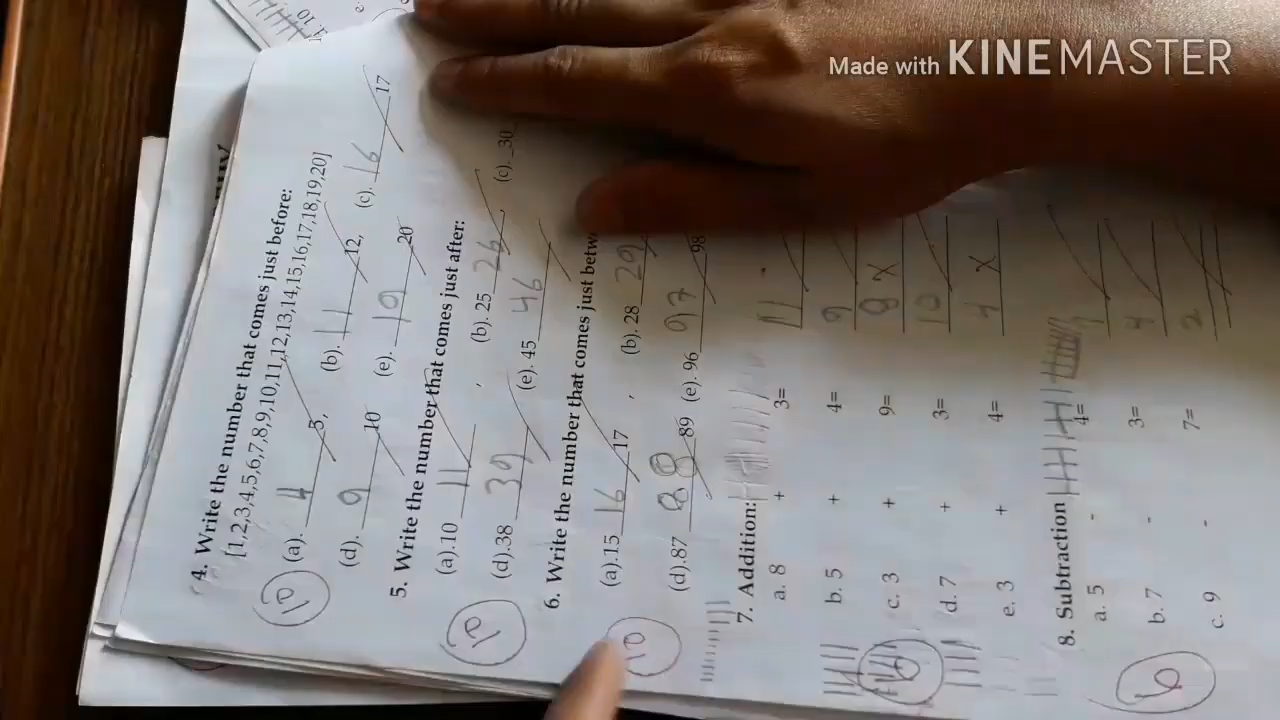 Made with KINEMASTER
4. Write the number that comes just before:
[1,2,3,4,5,6,7,8,9,10,11,12,13,14,15,16,17,18,19,20]
(a). 4 5, (b). 11 12, (c). 16 17
(d). 9 10 (e). 19 20
10
5. Write the number that comes just after:
(a).10 11 , (b). 25 26, (c). 30
(d).38 39 (e). 45 46
10
6. Write the number that comes just
(a).15 16 17 , (b). 28 29
(d).87 88 89 (e). 96 97 98
10
7. Addition:
a. 8 + 3= 11
b. 5 + 4= 9
c. 3 + 9= 8 x
d. 7 + 3= 10
e. 3 + 4= 4 x
6
8. Subtraction
a. 5 - 4= 1
b. 7 - 3= 4
c. 9 - 7= 2
6